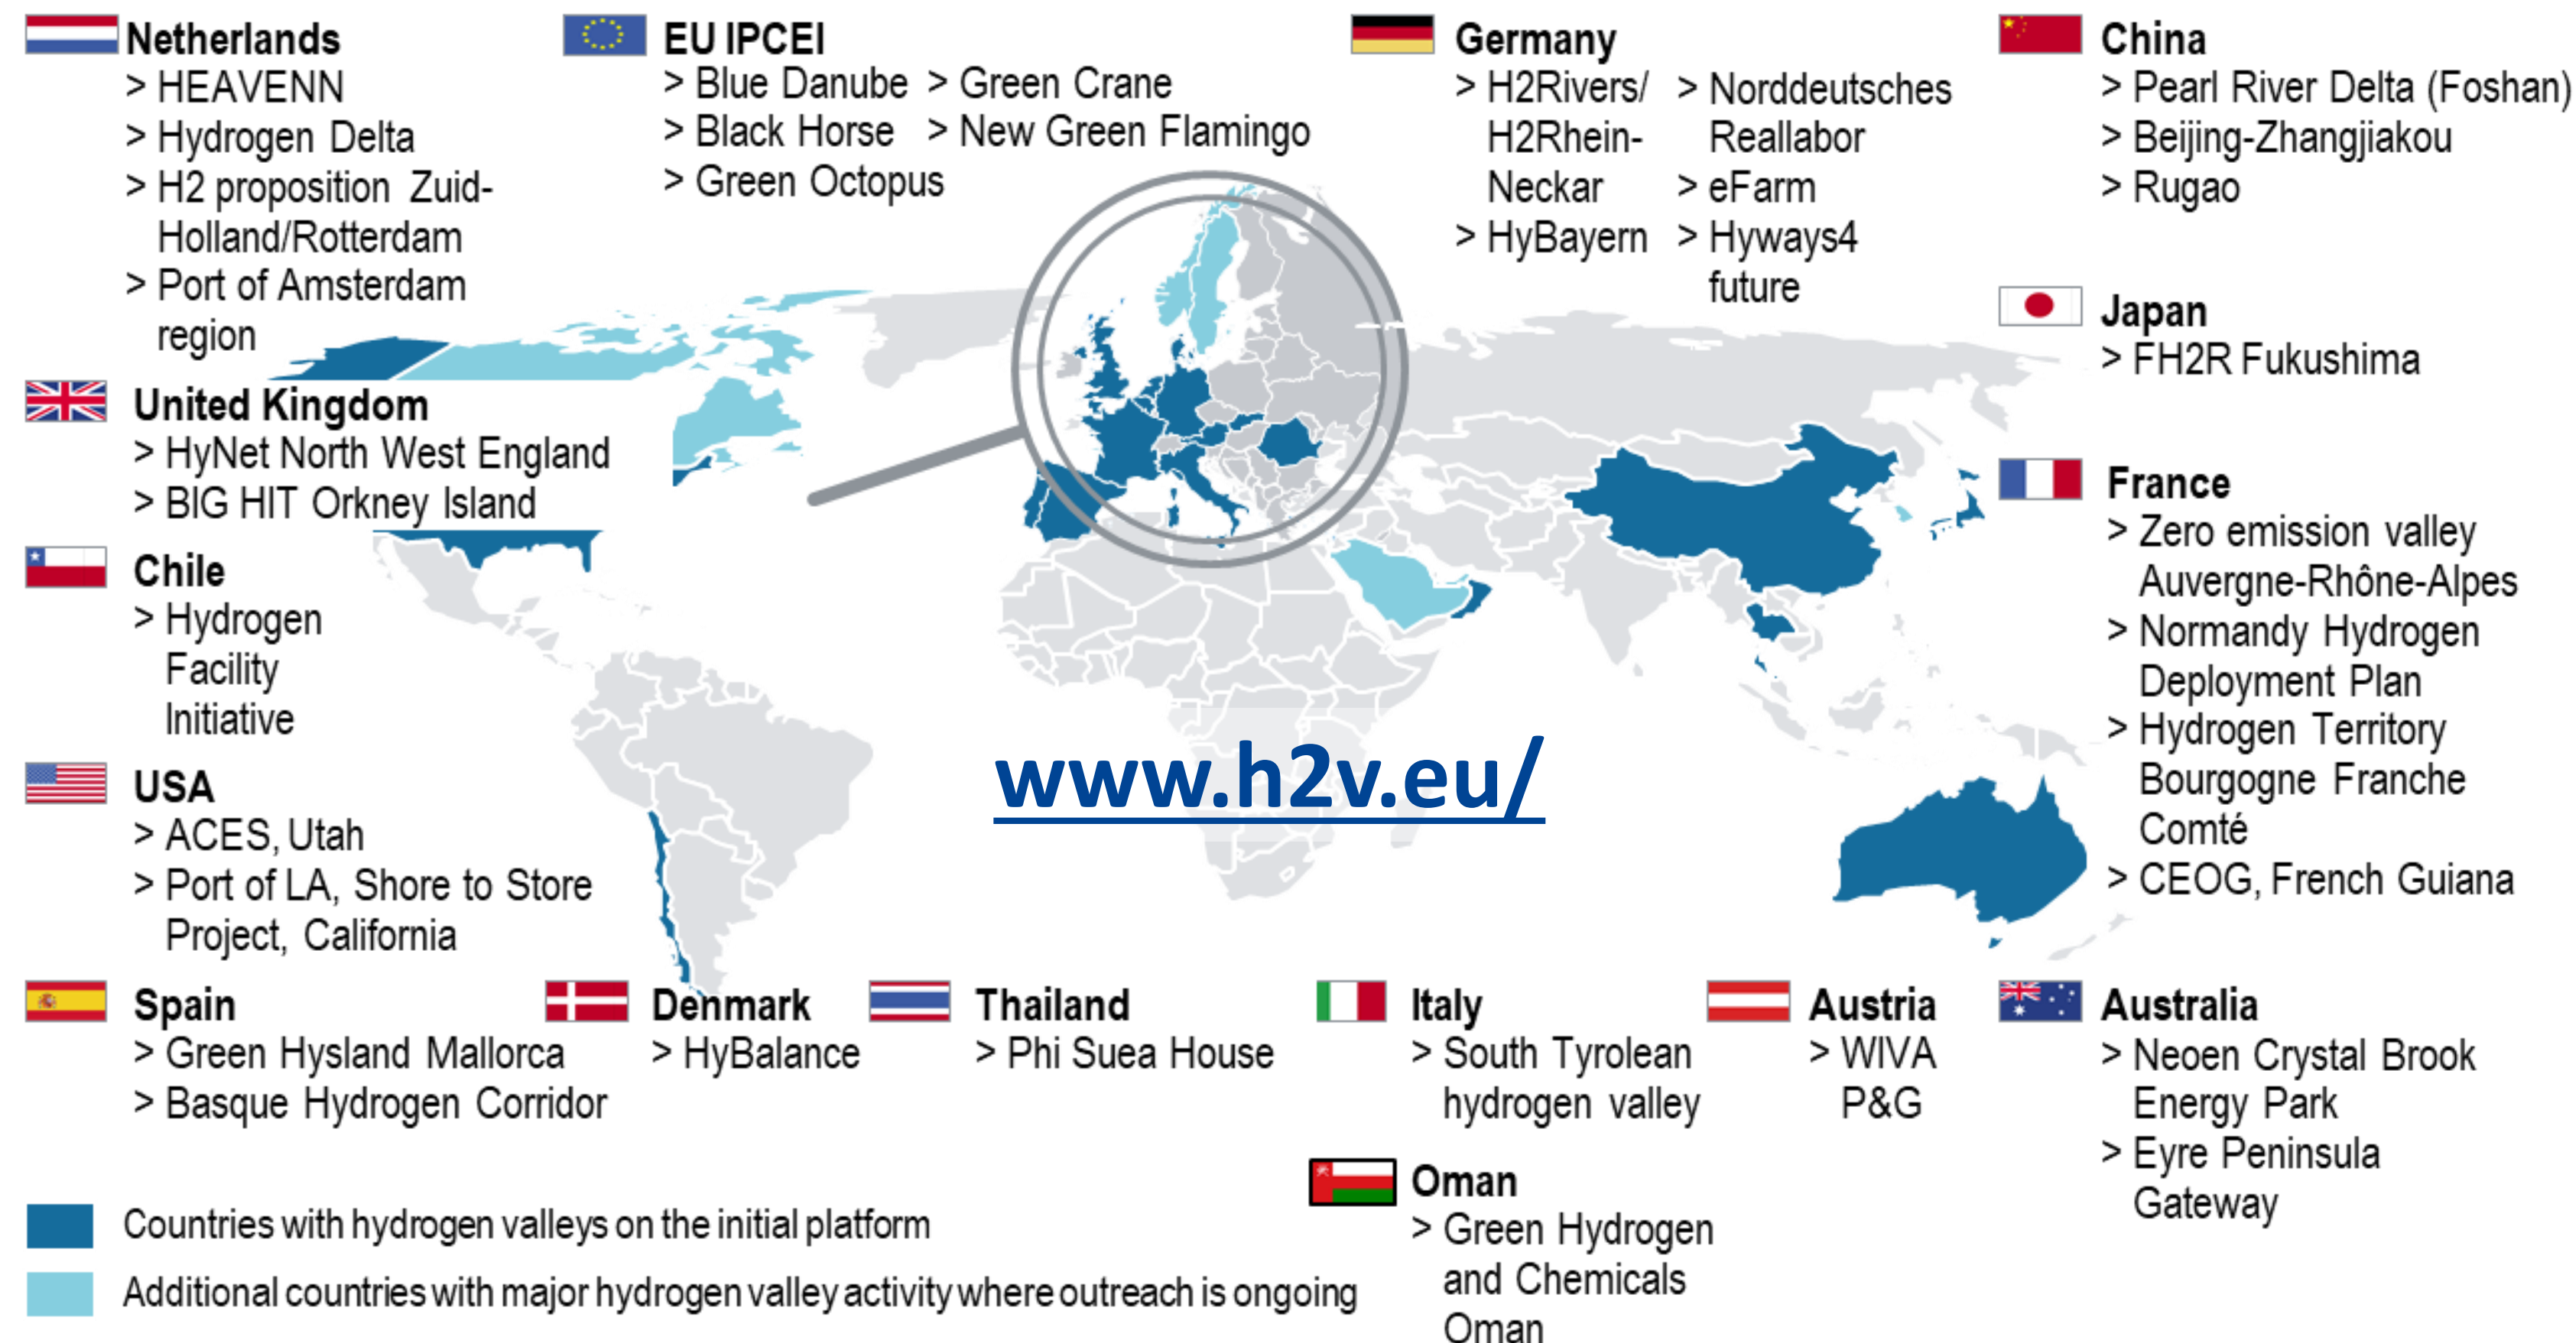 Netherlands
> HEAVENN
> Hydrogen Delta
> H2 proposition Zuid-
Holland/Rotterdam
> Port of Amsterdam
region
EU IPCEI
> Blue Danube > Green Crane
> Black Horse > New Green Flamingo
> Green Octopus
Germany
> H2Rivers/
H2Rhein-
Neckar
> HyBayern
> Norddeutsches
Reallabor
> eFarm
> Hyways4
future
China
> Pearl River Delta (Foshan)
> Beijing-Zhangjiakou
> Rugao
Japan
> FH2R Fukushima
United Kingdom
> HyNet North West England
> BIG HIT Orkney Island
France
> Zero emission valley
Auvergne-Rhône-Alpes
> Normandy Hydrogen
Deployment Plan
> Hydrogen Territory
Bourgogne Franche
Comté
> CEOG, French Guiana
Chile
> Hydrogen
Facility
Initiative
www.h2v.eu/
USA
> ACES, Utah
> Port of LA, Shore to Store
Project, California
Spain
> Green Hysland Mallorca
> Basque Hydrogen Corridor
Denmark
> HyBalance
Thailand
> Phi Suea House
Italy
> South Tyrolean
hydrogen valley
Austria
> WIVA
P&G
Australia
> Neoen Crystal Brook
Energy Park
> Eyre Peninsula
Gateway
Oman
> Green Hydrogen
and Chemicals
Oman
Countries with hydrogen valleys on the initial platform
Additional countries with major hydrogen valley activity where outreach is ongoing